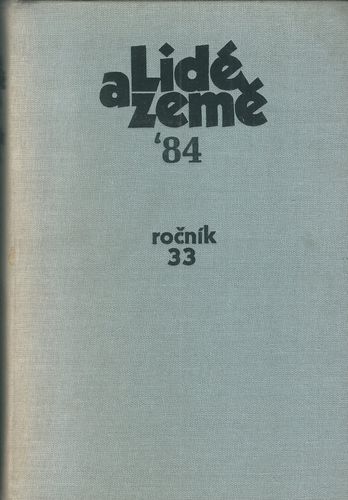 Lidé
a země
'84
ročník
33